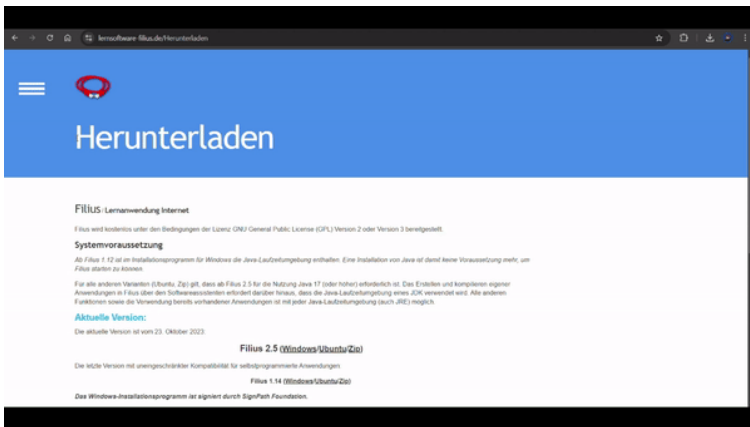 lernsoftware-filius.de/Herunterladen
Herunterladen
Filius - Lernanwendung Internet
Filius wird kostenlos unter den Bedingungen der Lizenz GNU General Public License (GPL) Version 2 oder Version 3 bereitgestellt.
Systemvoraussetzung
Ab Filius 1.12 ist im Installationsprogramm für Windows die Java-Laufzeitumgebung enthalten. Eine Installation von Java ist damit keine Voraussetzung mehr, um
Filius starten zu können.
Für alle anderen Varianten (Ubuntu, Zip) gilt, dass ab Filius 2.5 für die Nutzung Java 17 (oder höher) erforderlich ist. Das Erstellen und kompilieren eigener
Anwendungen in Filius über den Softwareassistenten erfordert darüber hinaus, dass die Java-Laufzeitumgebung eines JDK verwendet wird. Alle anderen
Funktionen sowie die Verwendung bereits vorhandener Anwendungen ist mit jeder Java-Laufzeitumgebung (auch JRE) möglich.
Aktuelle Version:
Die aktuelle Version ist vom 23. Oktober 2023:
Filius 2.5 (Windows/Ubuntu/Zip)
Die letzte Version mit uneingeschränkter Kompatibilität für selbstprogrammierte Anwendungen:
Filius 1.14 (Windows/Ubuntu/Zip)
Das Windows-Installationsprogramm ist signiert durch SignPath Foundation.